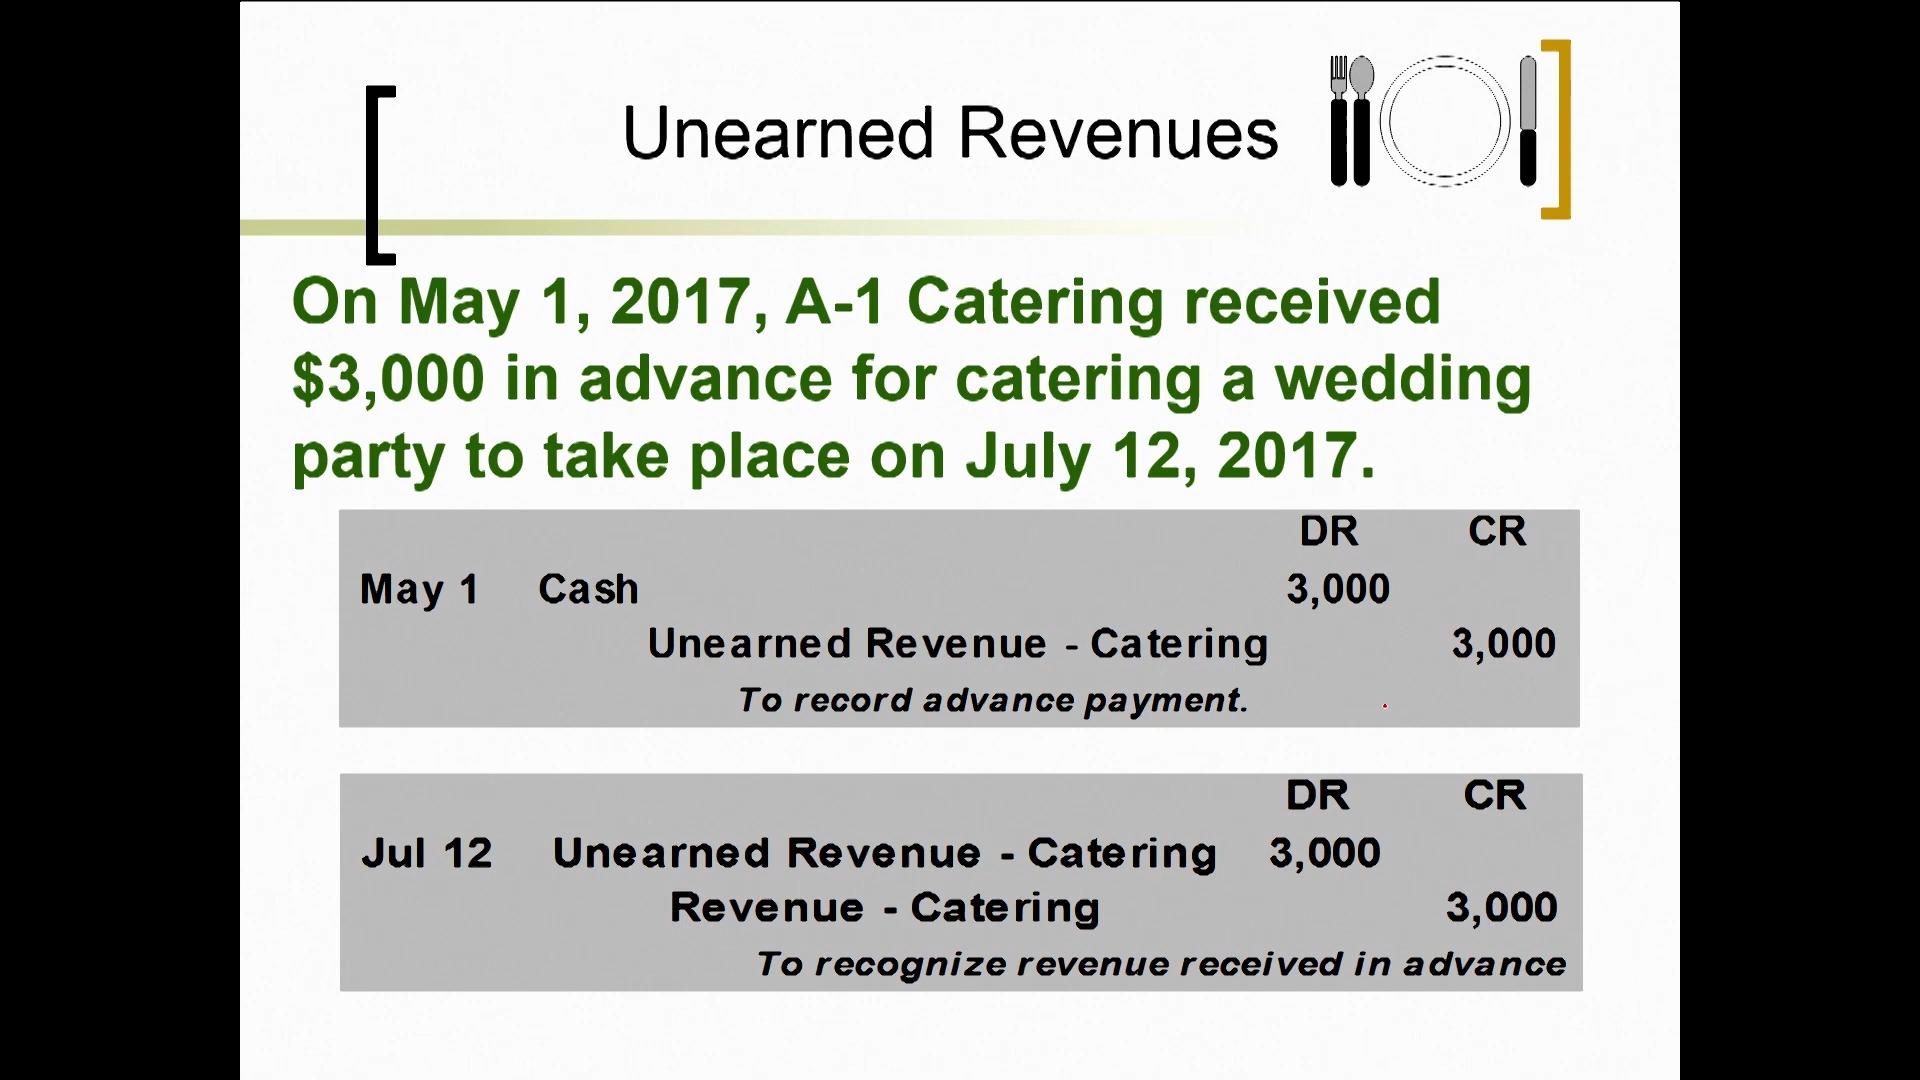 Unearned Revenues
On May 1, 2017, A-1 Catering received
$3,000 in advance for catering a wedding
party to take place on July 12, 2017.
DR CR
May 1 Cash 3,000
Unearned Revenue - Catering 3,000
To record advance payment.
DR CR
Jul 12 Unearned Revenue - Catering 3,000
Revenue - Catering 3,000
To recognize revenue received in advance